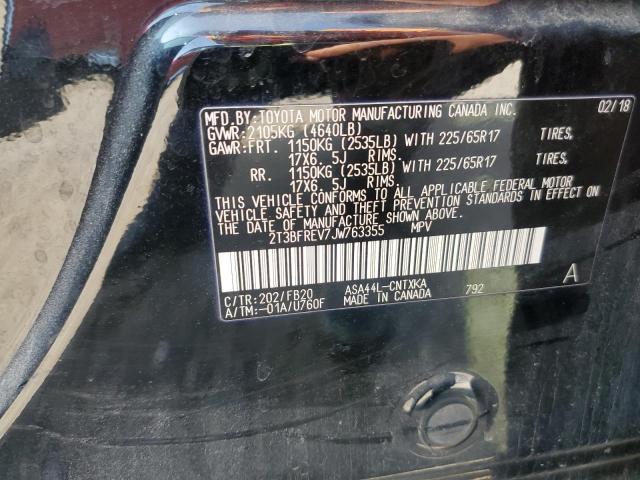 MFD.BY:TOYOTA MOTOR MANUFACTURING CANADA INC. 02/18
GVWR:2105KG (4640LB)
GAWR:FRT. 1150KG (2535LB) WITH 225/65R17 TIRES,
17X6. 5J RIMS.
RR. 1150KG (2535LB) WITH 225/65R17 TIRES,
17X6. 5J RIMS.
THIS VEHICLE CONFORMS TO ALL APPLICABLE FEDERAL MOTOR
VEHICLE SAFETY AND THEFT PREVENTION STANDARDS IN EFFECT ON
THE DATE OF MANUFACTURE SHOWN ABOVE.
2T3BFREV7JW763355 MPV
C/TR:202/FB20 ASA44L-CNTXKA 792 A
A/TM:-01A/U760F MADE IN CANADA